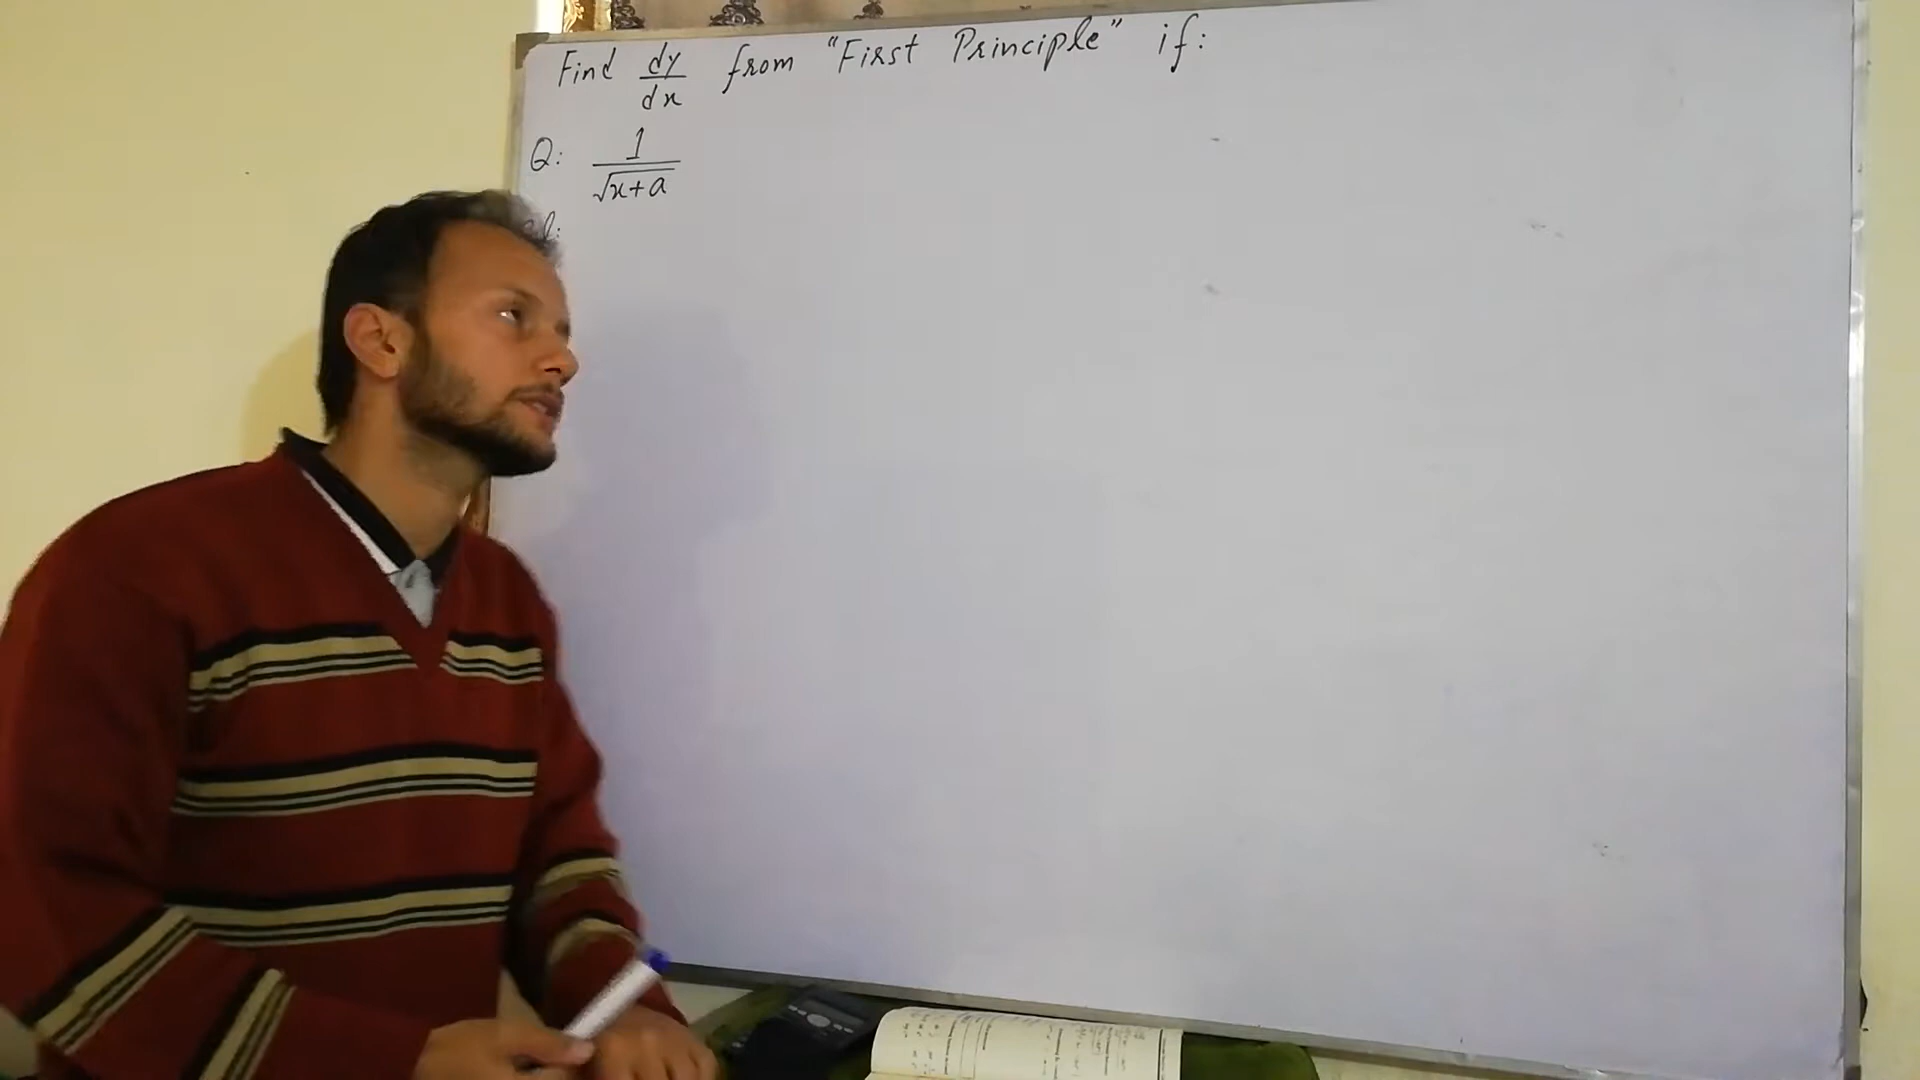 Find dy/dx from "First Principle" if:
Q: 1/√x+a